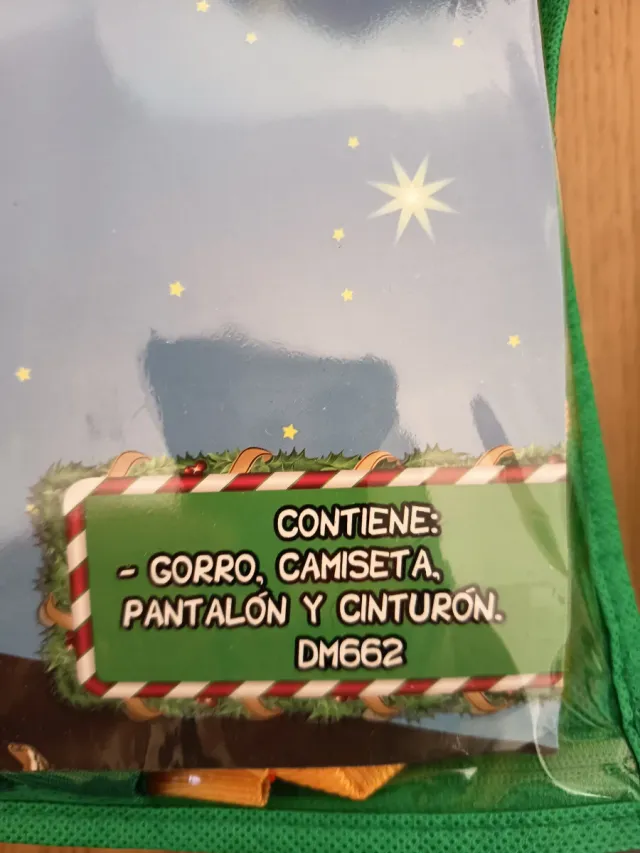 CONTIENE:
- GORRO, CAMISETA,
PANTALÓN Y CINTURÓN.
DM662